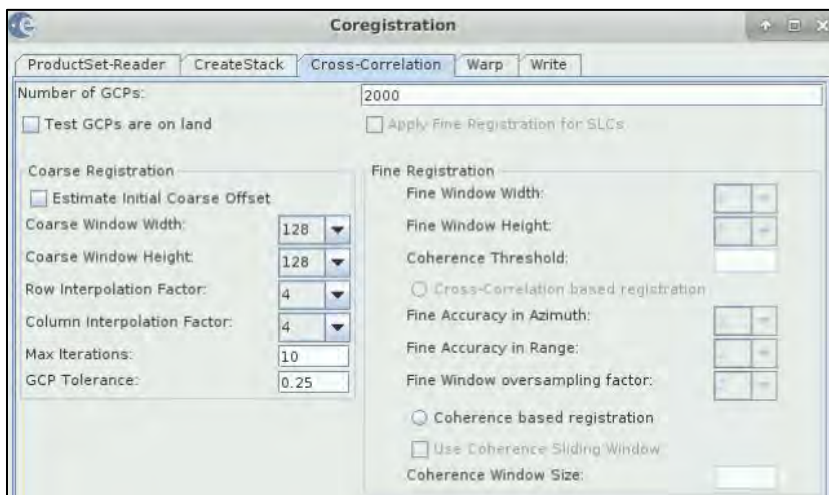 Coregistration
ProductSet-Reader
CreateStack
Cross-Correlation
Warp
Write
Number of GCPs:
2000
Test GCPs are on land
Apply Fine Registration for SLCs
Coarse Registration
Estimate Initial Coarse Offset
Coarse Window Width:
128
Coarse Window Height:
128
Row Interpolation Factor:
4
Column Interpolation Factor:
4
Max Iterations:
10
GCP Tolerance:
0.25
Fine Registration
Fine Window Width:
Fine Window Height:
Coherence Threshold:
Cross-Correlation based registration
Fine Accuracy in Azimuth:
Fine Accuracy in Range:
Fine Window oversampling factor:
Coherence based registration
Use Coherence Sliding Window
Coherence Window Size: